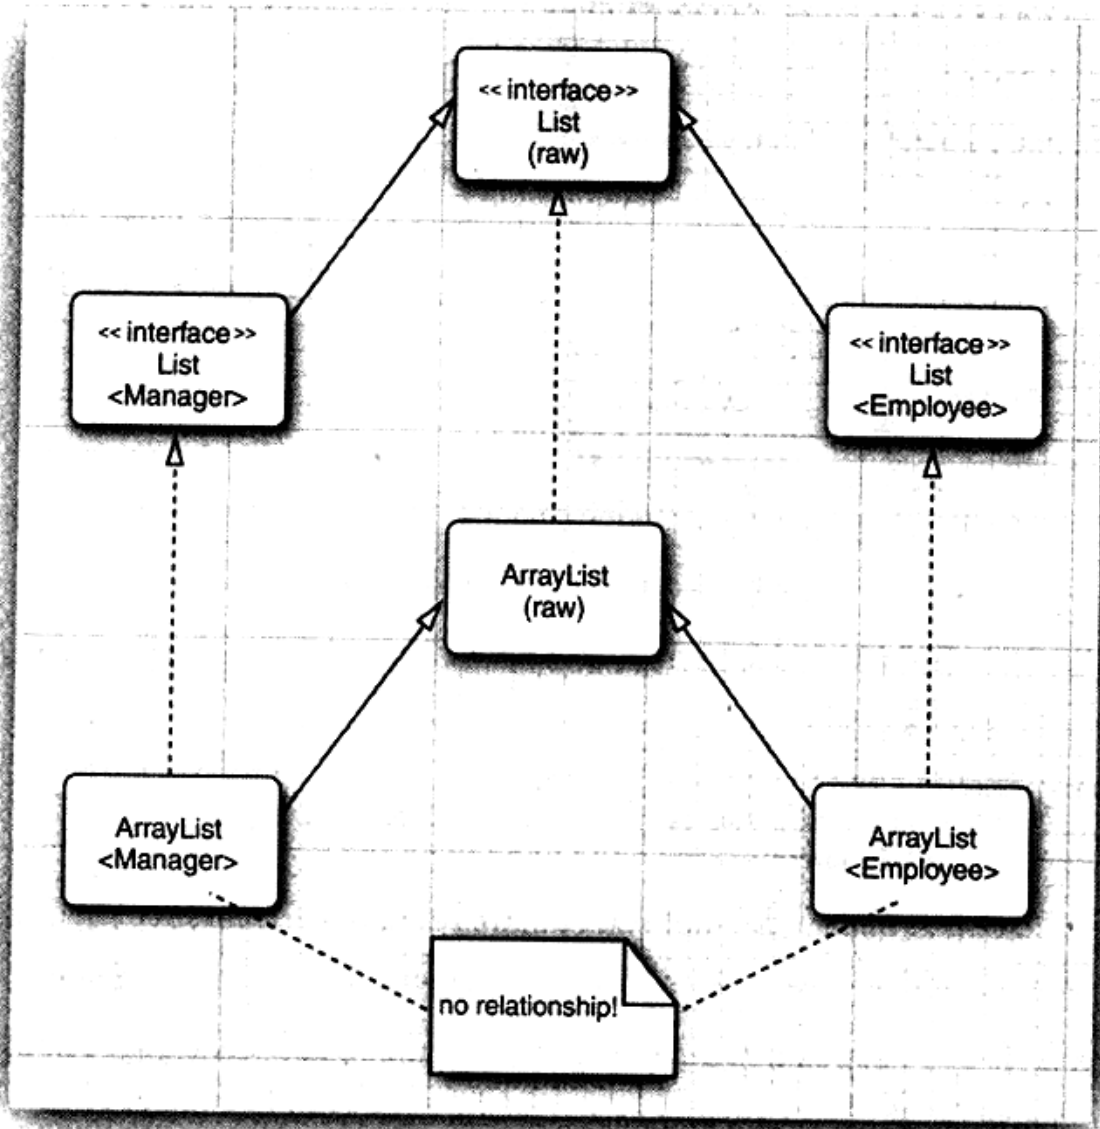 << interface >>
List
(raw)
<< interface >>
List
<Manager>
<< interface >>
List
<Employee>
ArrayList
(raw)
ArrayList
<Manager>
ArrayList
<Employee>
no relationship!